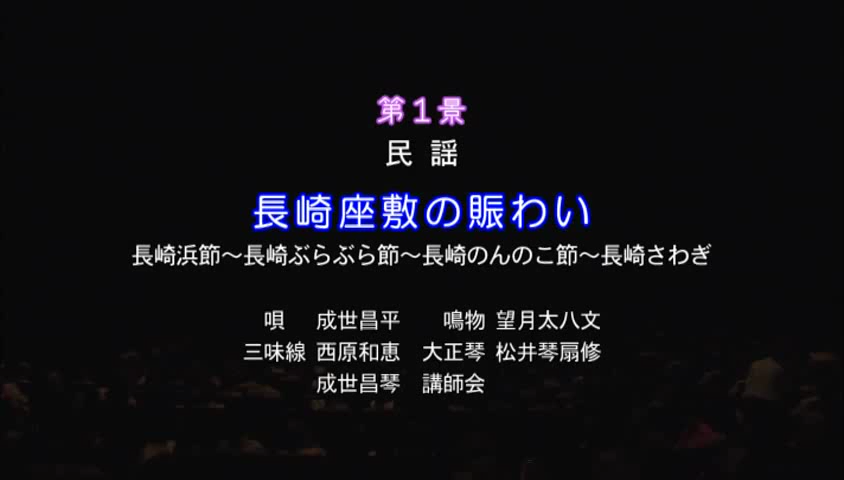 第1景
民 謡
長崎座敷の賑わい
長崎浜節〜長崎ぶらぶら節〜長崎のんのこ節〜長崎さわぎ
唄 成世昌平 鳴物 望月太八文
三味線 西原和恵 大正琴 松井琴扇修
成世昌琴 講師会